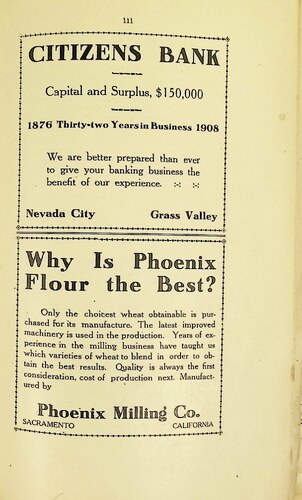 111
CITIZENS BANK
Capital and Surplus, $150,000
1876 Thirty-two Years in Business 1908
We are better prepared than ever
to give your banking business the
benefit of our experience. :-: :-:
Nevada City Grass Valley
Why Is Phoenix
Flour the Best?
Only the choicest wheat obtainable is pur-
chased for its manufacture. The latest improved
machinery is used in the production. Years of ex-
perience in the milling business have taught us
which varieties of wheat to blend in order to ob-
tain the best results. Quality is always the first
consideration, cost of production next. Manufact-
ured by
Phoenix Milling Co.
SACRAMENTO CALIFORNIA